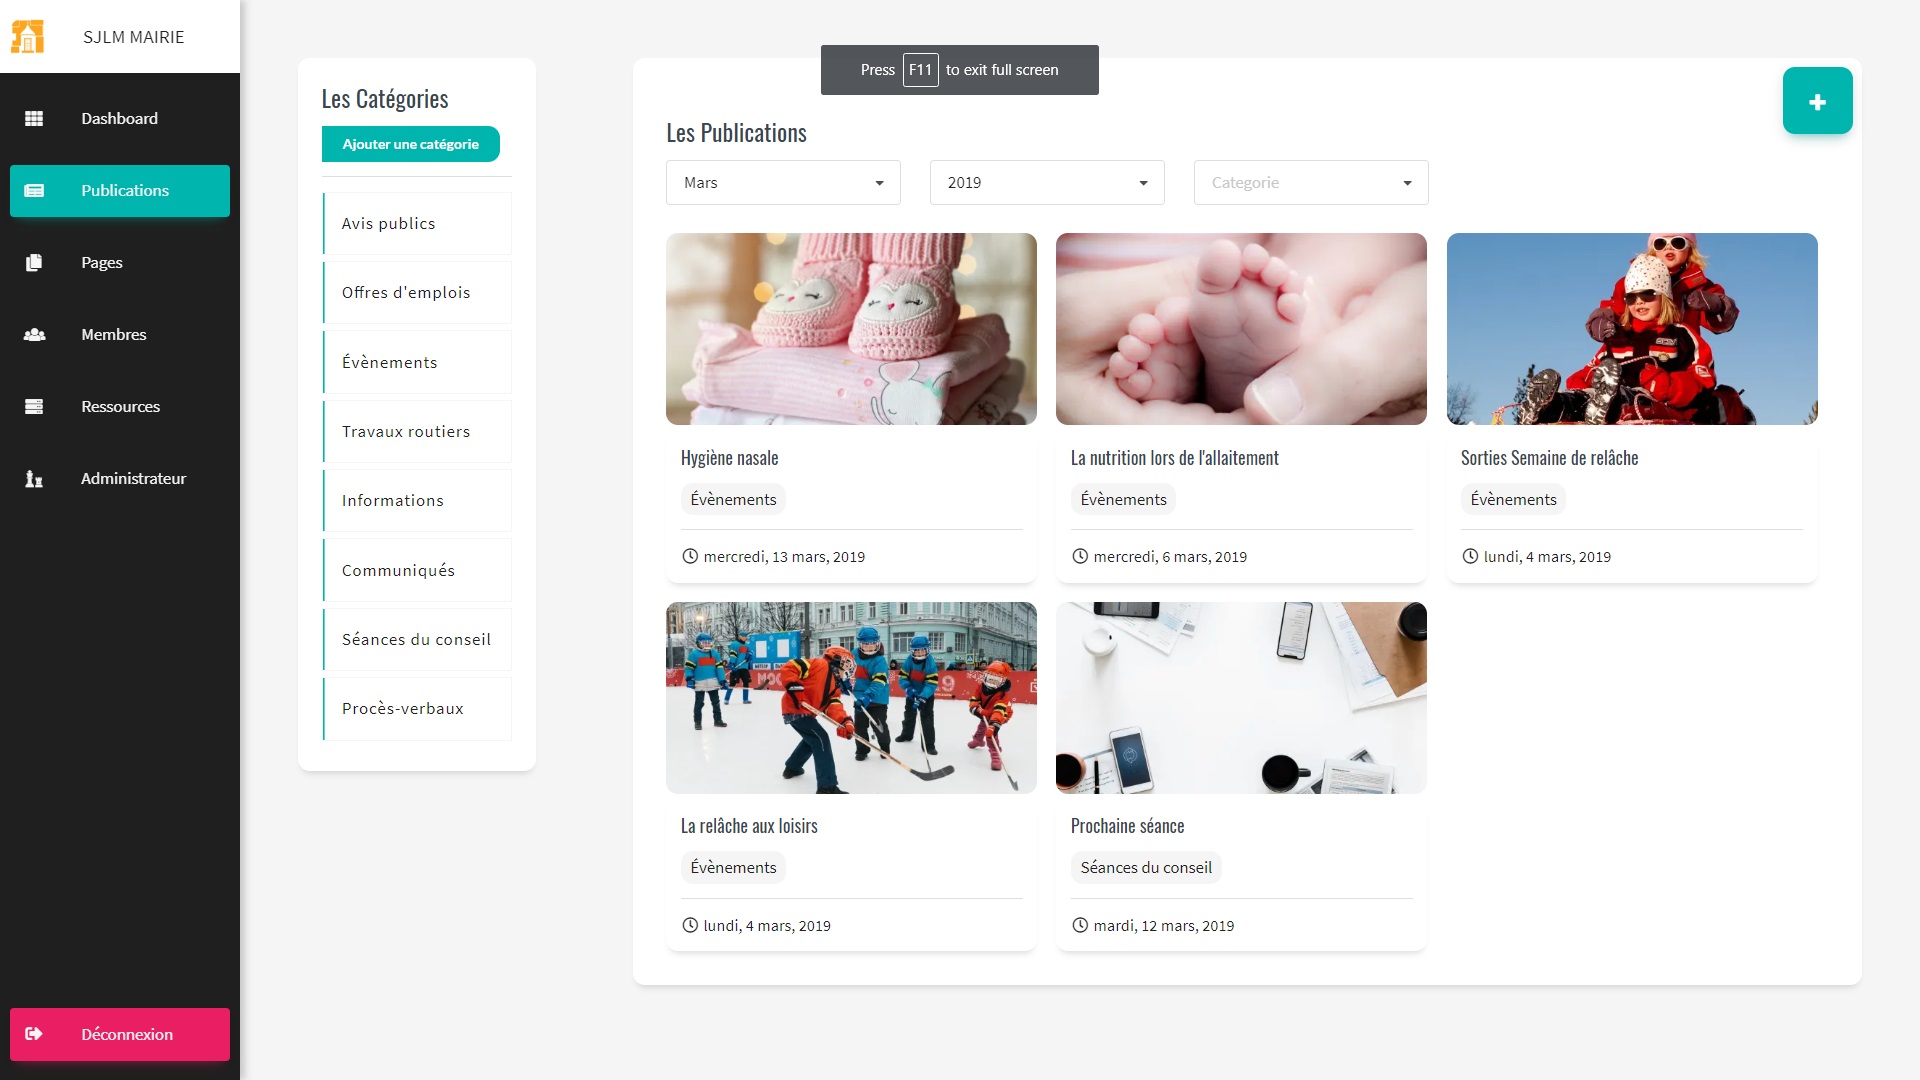 SJLM MAIRIE
Dashboard
Publications
Pages
Membres
Ressources
Administrateur
Déconnexion
Les Catégories
Ajouter une catégorie
Avis publics
Offres d'emplois
Évènements
Travaux routiers
Informations
Communiqués
Séances du conseil
Procès-verbaux
Press F11 to exit full screen
Les Publications
Mars
2019
Categorie
Hygiène nasale
Évènements
mercredi, 13 mars, 2019
La nutrition lors de l'allaitement
Évènements
mercredi, 6 mars, 2019
Sorties Semaine de relâche
Évènements
lundi, 4 mars, 2019
La relâche aux loisirs
Évènements
lundi, 4 mars, 2019
Prochaine séance
Séances du conseil
mardi, 12 mars, 2019